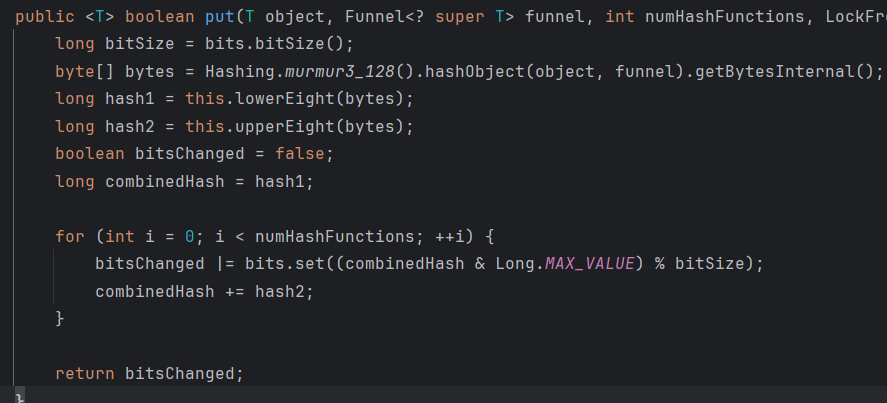 public <T> boolean put(T object, Funnel<? super T> funnel, int numHashFunctions, LockFre
    long bitSize = bits.bitSize();
    byte[] bytes = Hashing.murmur3_128().hashObject(object, funnel).getBytesInternal();
    long hash1 = this.lowerEight(bytes);
    long hash2 = this.upperEight(bytes);
    boolean bitsChanged = false;
    long combinedHash = hash1;

    for (int i = 0; i < numHashFunctions; ++i) {
        bitsChanged |= bits.set((combinedHash & Long.MAX_VALUE) % bitSize);
        combinedHash += hash2;
    }

    return bitsChanged;
}